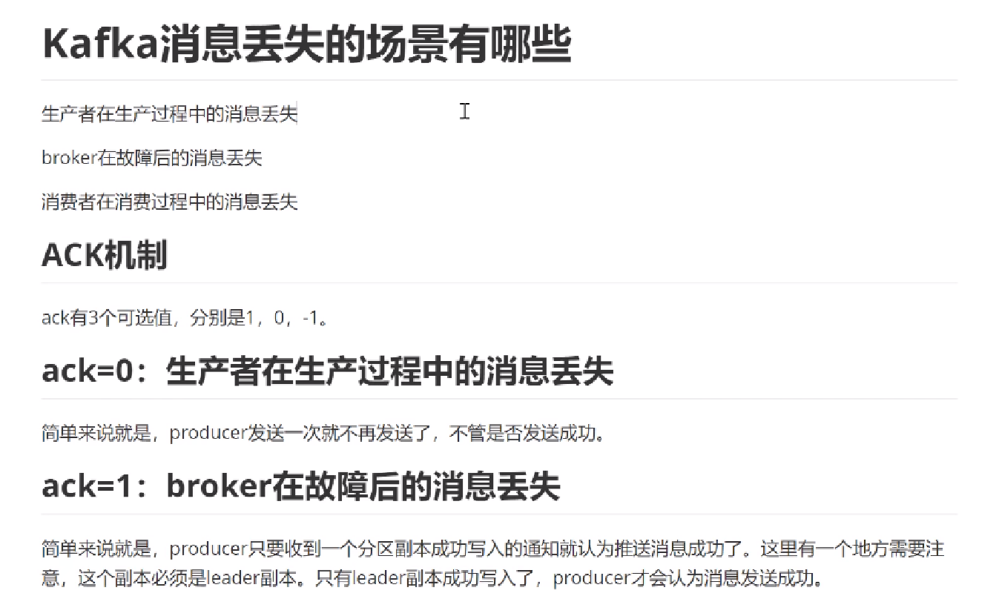 Kafka消息丢失的场景有哪些
生产者在生产过程中的消息丢失
broker在故障后的消息丢失
消费者在消费过程中的消息丢失
ACK机制
ack有3个可选值，分别是1，0，-1。
ack=0：生产者在生产过程中的消息丢失
简单来说就是，producer发送一次就不再发送了，不管是否发送成功。
ack=1：broker在故障后的消息丢失
简单来说就是，producer只要收到一个分区副本成功写入的通知就认为推送消息成功了。这里有一个地方需要注
意，这个副本必须是leader副本。只有leader副本成功写入了，producer才会认为消息发送成功。